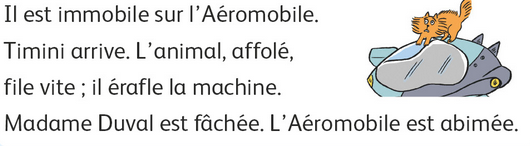 Il est immobile sur l'Aéromobile.
Timini arrive. L'animal, affolé,
file vite ; il érafle la machine.
Madame Duval est fâchée. L'Aéromobile est abimée.